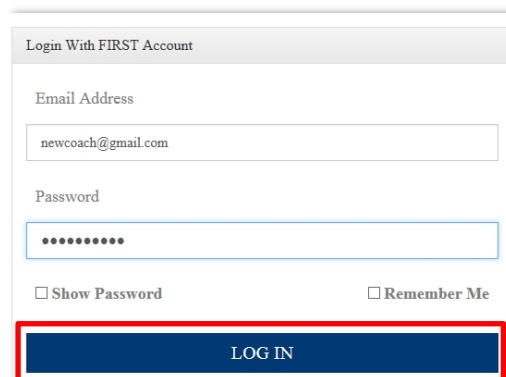 Login With FIRST Account
Email Address
newcoach@gmail.com
Password
●●●●●●●●●●
Show Password Remember Me
LOG IN